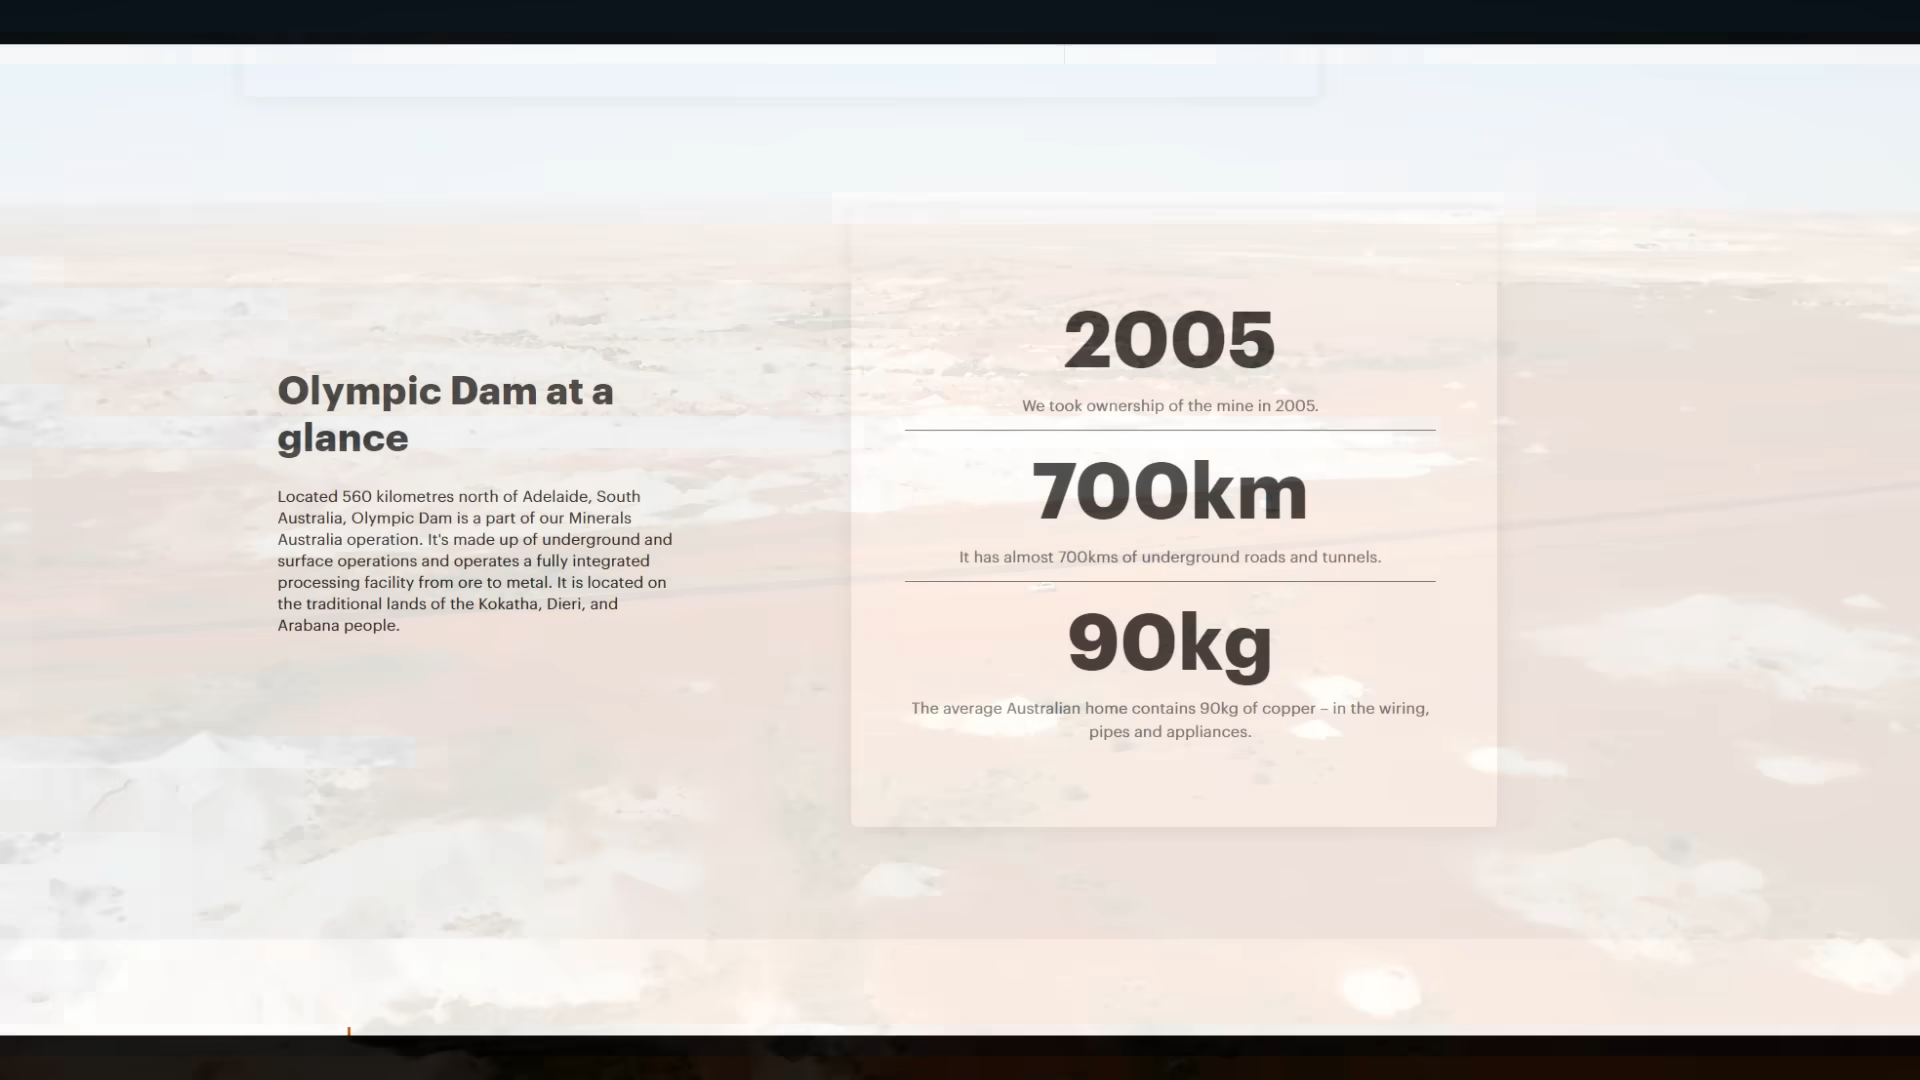 Olympic Dam at a
glance
Located 560 kilometres north of Adelaide, South
Australia, Olympic Dam is a part of our Minerals
Australia operation. It's made up of underground and
surface operations and operates a fully integrated
processing facility from ore to metal. It is located on
the traditional lands of the Kokatha, Dieri, and
Arabana people.
2005
We took ownership of the mine in 2005.
700km
It has almost 700kms of underground roads and tunnels.
90kg
The average Australian home contains 90kg of copper – in the wiring,
pipes and appliances.